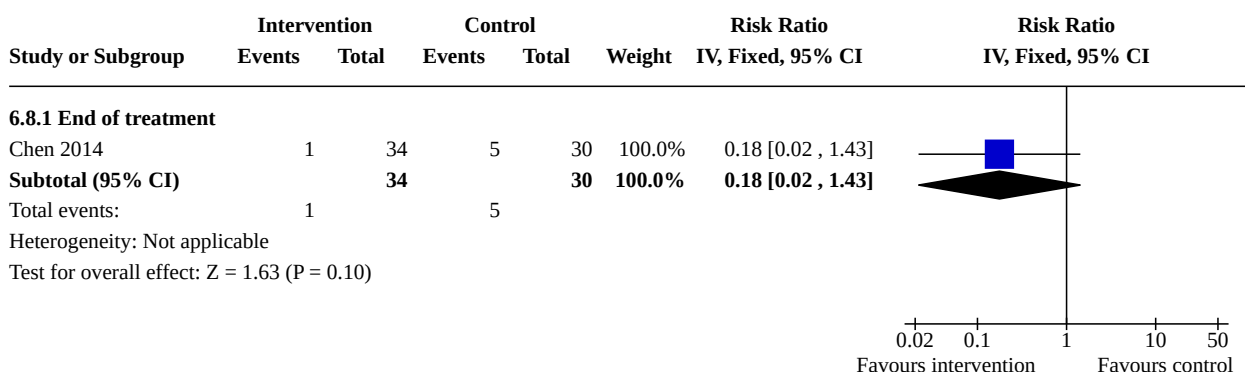 Intervention Control Risk Ratio Risk Ratio
Study or Subgroup Events Total Events Total Weight IV, Fixed, 95% CI IV, Fixed, 95% CI
6.8.1 End of treatment
Chen 2014 1 34 5 30 100.0% 0.18 [0.02 , 1.43]
Subtotal (95% CI) 34 30 100.0% 0.18 [0.02 , 1.43]
Total events: 1 5
Heterogeneity: Not applicable
Test for overall effect: Z = 1.63 (P = 0.10)
0.02 0.1 1 10 50
Favours intervention Favours control